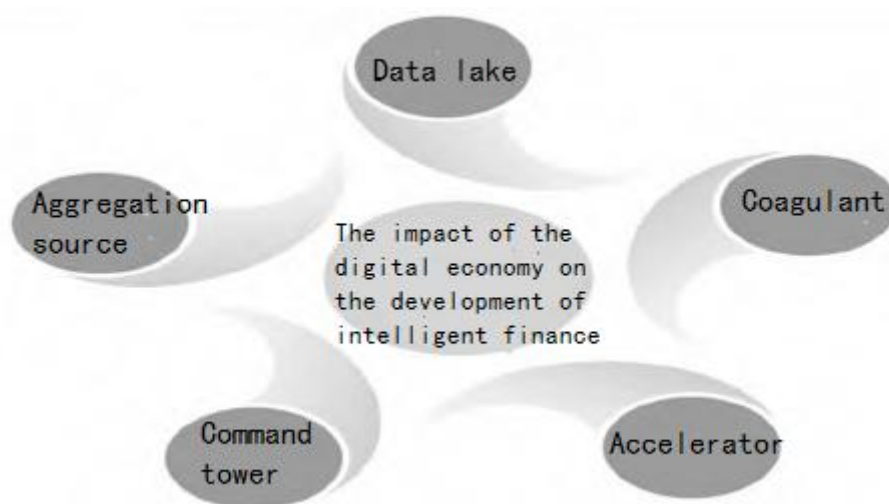 Data lake
Aggregation
source
Coagulant
The impact of the
digital economy on
the development of
intelligent finance
Command
tower
Accelerator